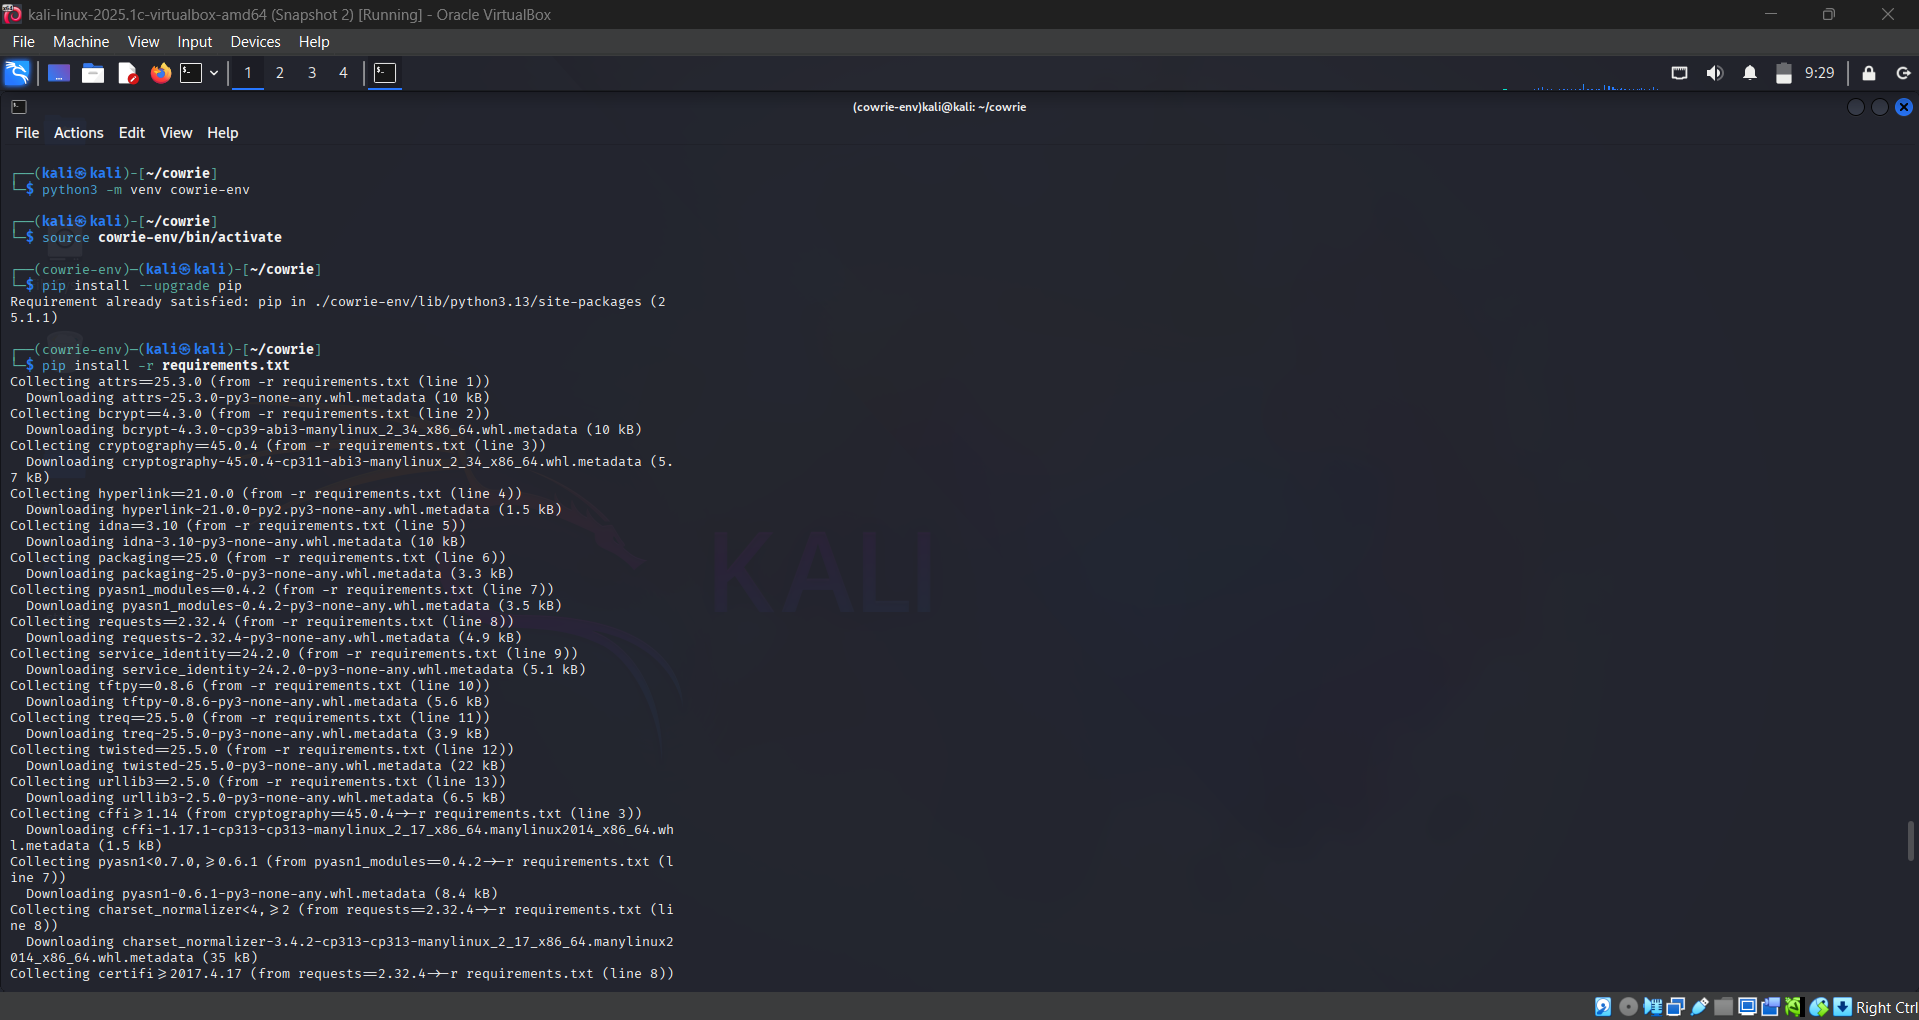 kali-linux-2025.1c-virtualbox-amd64 (Snapshot 2) [Running] - Oracle VirtualBox
File Machine View Input Devices Help
1 2 3 4 9:29
(cowrie-env)kali@kali: ~/cowrie
File Actions Edit View Help
┌──(kali㉿kali)-[~/cowrie]
└─$ python3 -m venv cowrie-env
┌──(kali㉿kali)-[~/cowrie]
└─$ source cowrie-env/bin/activate
┌──(cowrie-env)─(kali㉿kali)-[~/cowrie]
└─$ pip install --upgrade pip
Requirement already satisfied: pip in ./cowrie-env/lib/python3.13/site-packages (2
5.1.1)
┌──(cowrie-env)─(kali㉿kali)-[~/cowrie]
└─$ pip install -r requirements.txt
Collecting attrs==25.3.0 (from -r requirements.txt (line 1))
Downloading attrs-25.3.0-py3-none-any.whl.metadata (10 kB)
Collecting bcrypt==4.3.0 (from -r requirements.txt (line 2))
Downloading bcrypt-4.3.0-cp39-abi3-manylinux_2_34_x86_64.whl.metadata (10 kB)
Collecting cryptography==45.0.4 (from -r requirements.txt (line 3))
Downloading cryptography-45.0.4-cp311-abi3-manylinux_2_34_x86_64.whl.metadata (5.
7 kB)
Collecting hyperlink==21.0.0 (from -r requirements.txt (line 4))
Downloading hyperlink-21.0.0-py2.py3-none-any.whl.metadata (1.5 kB)
Collecting idna==3.10 (from -r requirements.txt (line 5))
Downloading idna-3.10-py3-none-any.whl.metadata (10 kB)
Collecting packaging==25.0 (from -r requirements.txt (line 6))
Downloading packaging-25.0-py3-none-any.whl.metadata (3.3 kB)
Collecting pyasn1_modules==0.4.2 (from -r requirements.txt (line 7))
Downloading pyasn1_modules-0.4.2-py3-none-any.whl.metadata (3.5 kB)
Collecting requests==2.32.4 (from -r requirements.txt (line 8))
Downloading requests-2.32.4-py3-none-any.whl.metadata (4.9 kB)
Collecting service_identity==24.2.0 (from -r requirements.txt (line 9))
Downloading service_identity-24.2.0-py3-none-any.whl.metadata (5.1 kB)
Collecting tftpy==0.8.6 (from -r requirements.txt (line 10))
Downloading tftpy-0.8.6-py3-none-any.whl.metadata (5.6 kB)
Collecting treq==25.5.0 (from -r requirements.txt (line 11))
Downloading treq-25.5.0-py3-none-any.whl.metadata (3.9 kB)
Collecting twisted==25.5.0 (from -r requirements.txt (line 12))
Downloading twisted-25.5.0-py3-none-any.whl.metadata (22 kB)
Collecting urllib3==2.5.0 (from -r requirements.txt (line 13))
Downloading urllib3-2.5.0-py3-none-any.whl.metadata (6.5 kB)
Collecting cffi>=1.14 (from cryptography==45.0.4->-r requirements.txt (line 3))
Downloading cffi-1.17.1-cp313-cp313-manylinux_2_17_x86_64.manylinux2014_x86_64.wh
l.metadata (1.5 kB)
Collecting pyasn1<0.7.0,>=0.6.1 (from pyasn1_modules==0.4.2->-r requirements.txt (l
ine 7))
Downloading pyasn1-0.6.1-py3-none-any.whl.metadata (8.4 kB)
Collecting charset_normalizer<4,>=2 (from requests==2.32.4->-r requirements.txt (li
ne 8))
Downloading charset_normalizer-3.4.2-cp313-cp313-manylinux_2_17_x86_64.manylinux2
014_x86_64.whl.metadata (35 kB)
Collecting certifi>=2017.4.17 (from requests==2.32.4->-r requirements.txt (line 8))
KALI
Right Ctrl